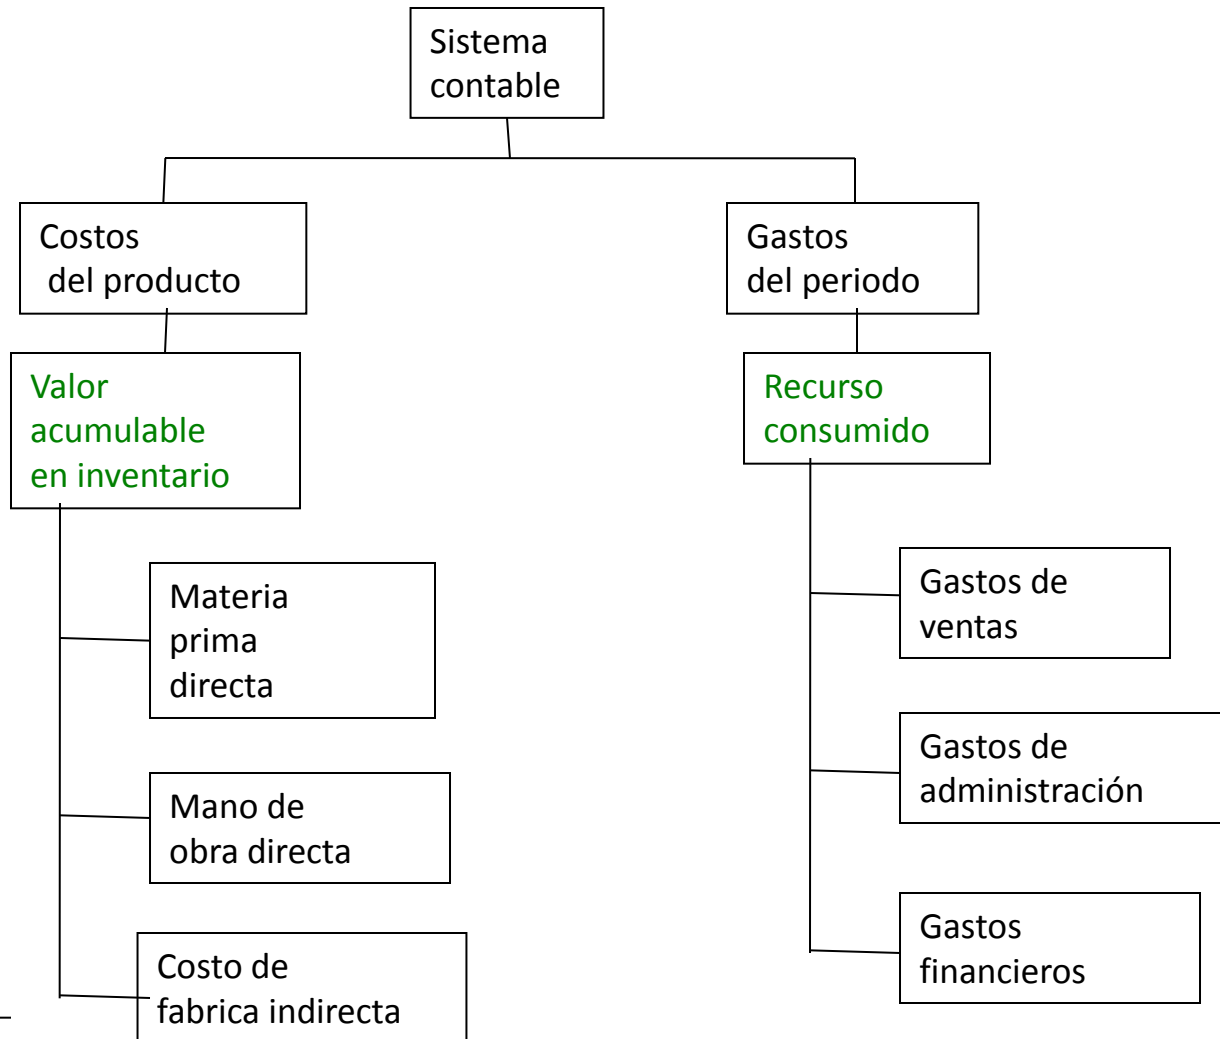 Sistema
contable
Costos
del producto
Gastos
del periodo
Valor
acumulable
en inventario
Recurso
consumido
Materia
prima
directa
Mano de
obra directa
Costo de
fabrica indirecta
Gastos de
ventas
Gastos de
administración
Gastos
financieros